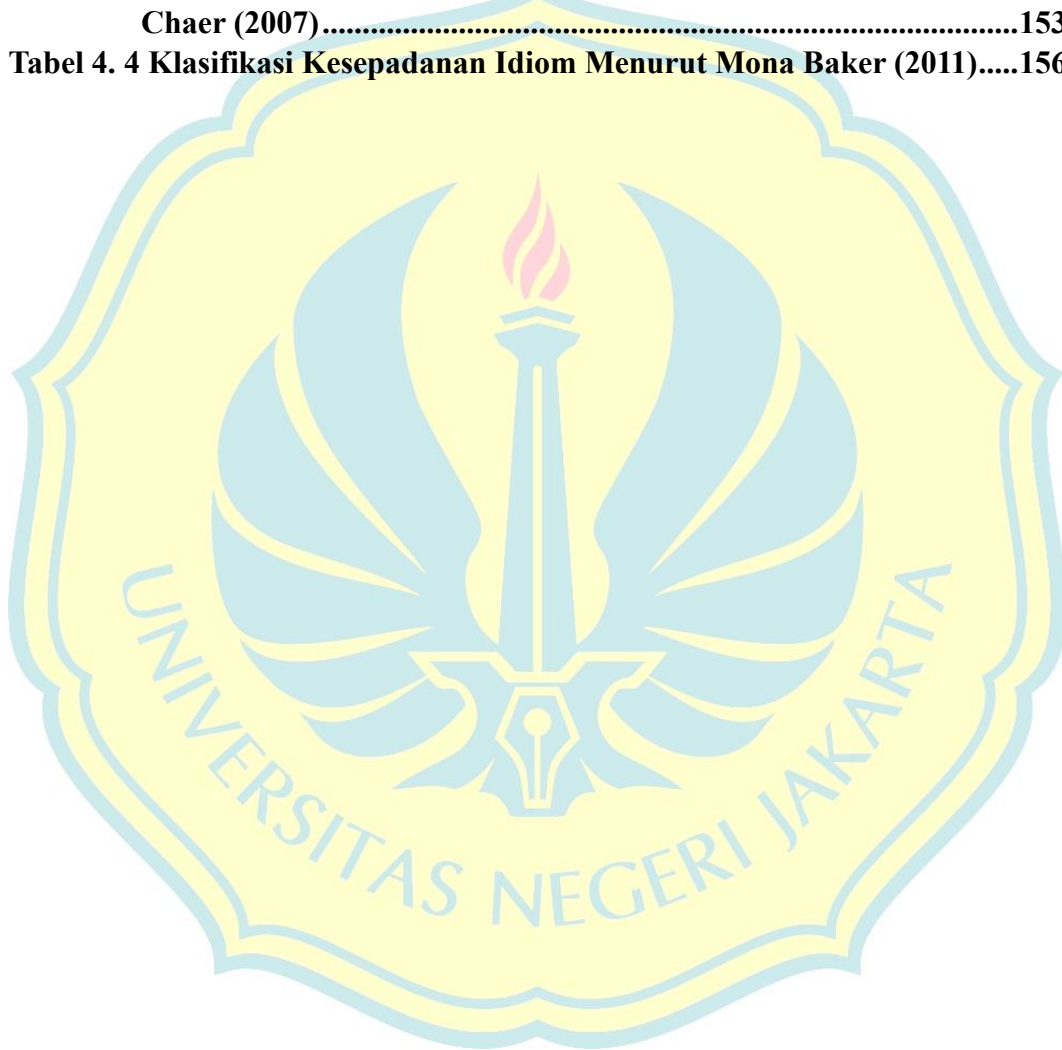 Chaer (2007)......................................................................................153
Tabel 4. 4 Klasifikasi Kesepadanan Idiom Menurut Mona Baker (2011).....156
UNIVERSITAS NEGERI JAKARTA